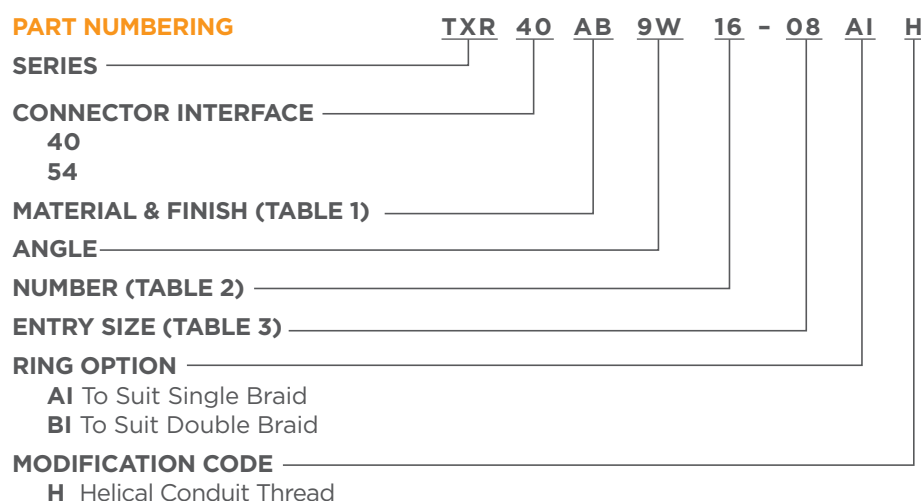 PART NUMBERING TXR 40 AB 9W 16 - 08 AI H
SERIES
CONNECTOR INTERFACE
40
54
MATERIAL & FINISH (TABLE 1)
ANGLE
NUMBER (TABLE 2)
ENTRY SIZE (TABLE 3)
RING OPTION
AI To Suit Single Braid
BI To Suit Double Braid
MODIFICATION CODE
H Helical Conduit Thread